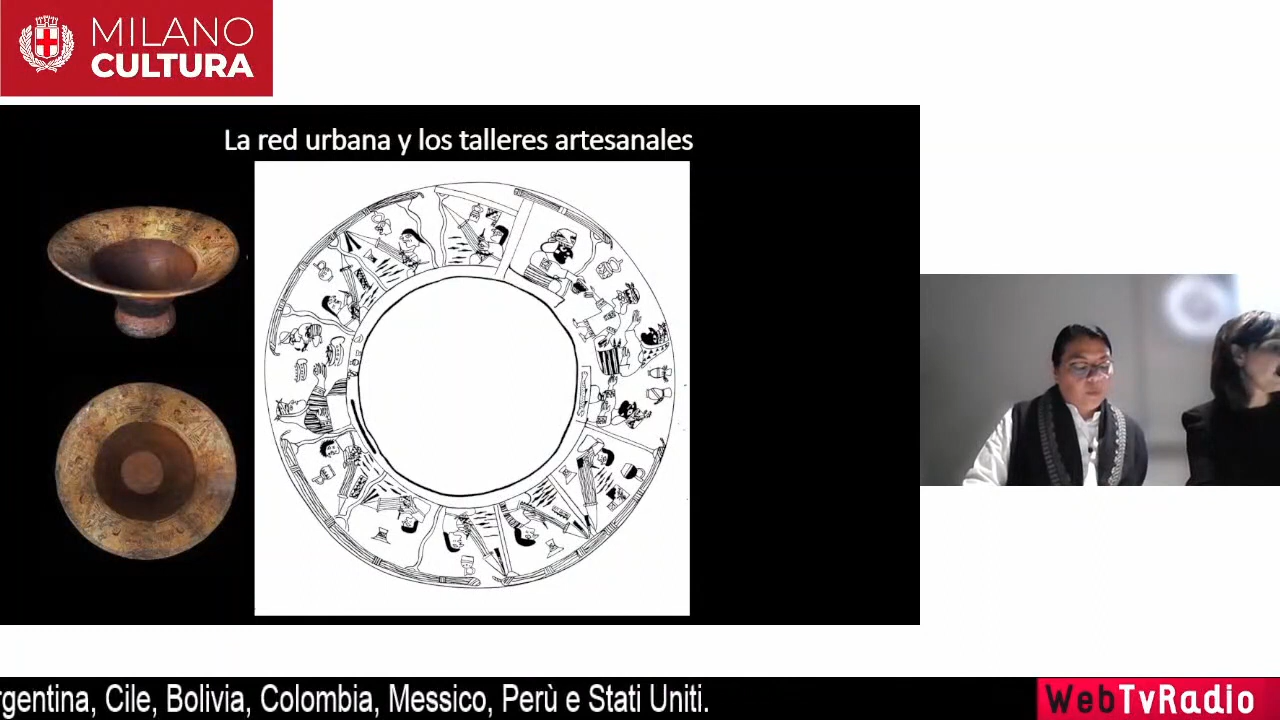 MILANO
CULTURA
La red urbana y los talleres artesanales
rgentina, Cile, Bolivia, Colombia, Messico, Perù e Stati Uniti.
WebTvRadio